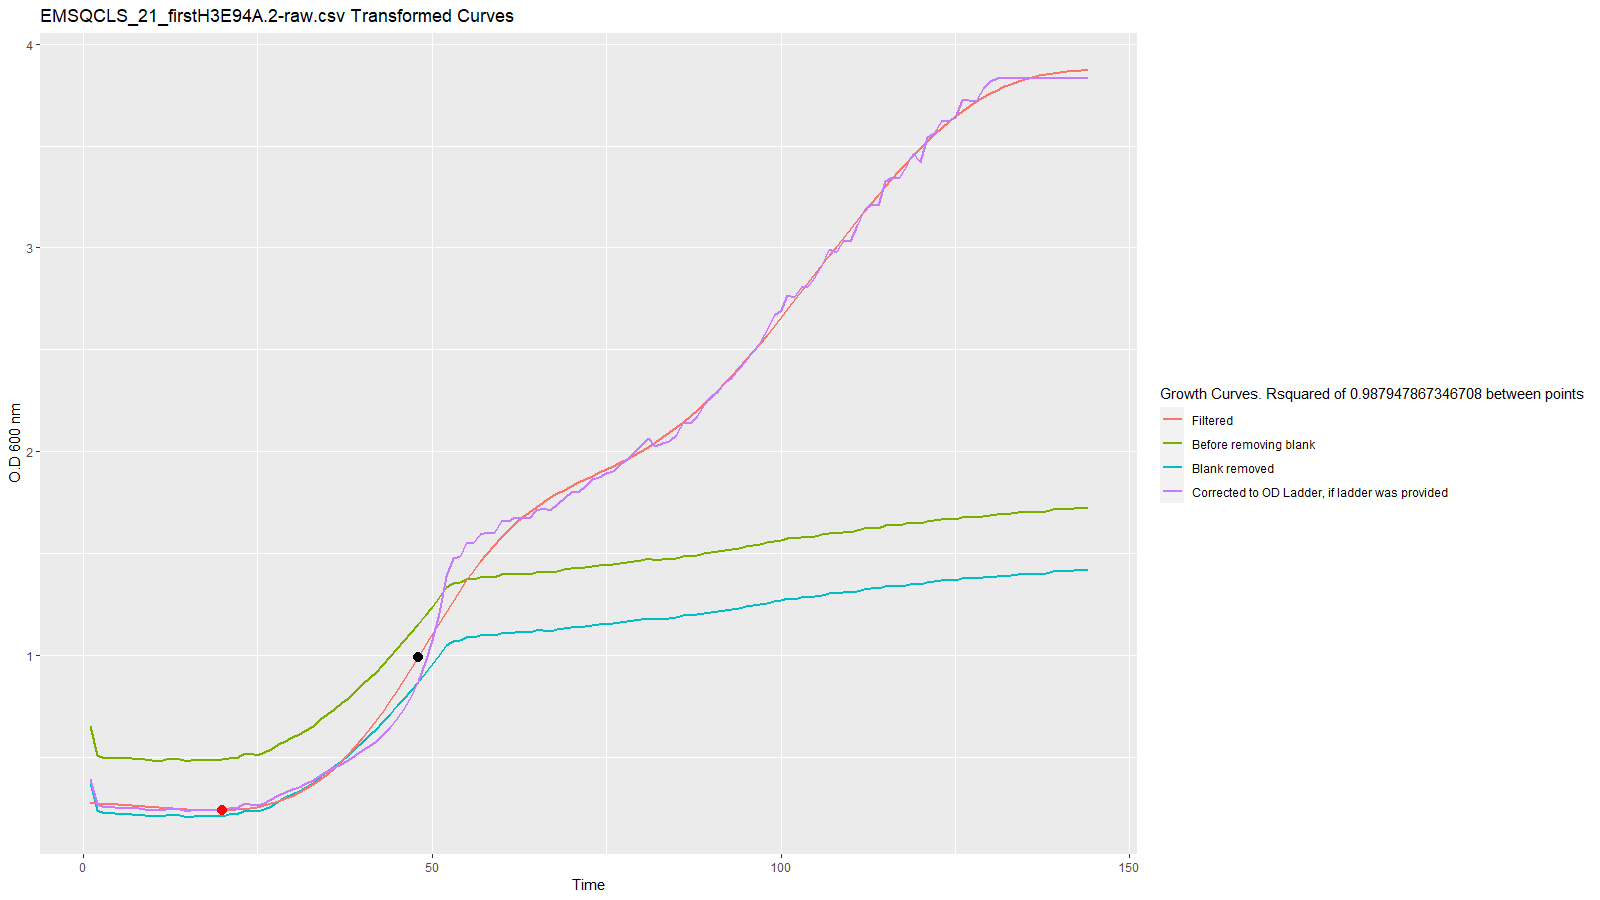 EMSQCLS_21_firstH3E94A.2-raw.csv Transformed Curves
4
3
2
1
O.D 600 nm
0
50
100
150
Time
Growth Curves. Rsquared of 0.987947867346708 between points
Filtered
Before removing blank
Blank removed
Corrected to OD Ladder, if ladder was provided